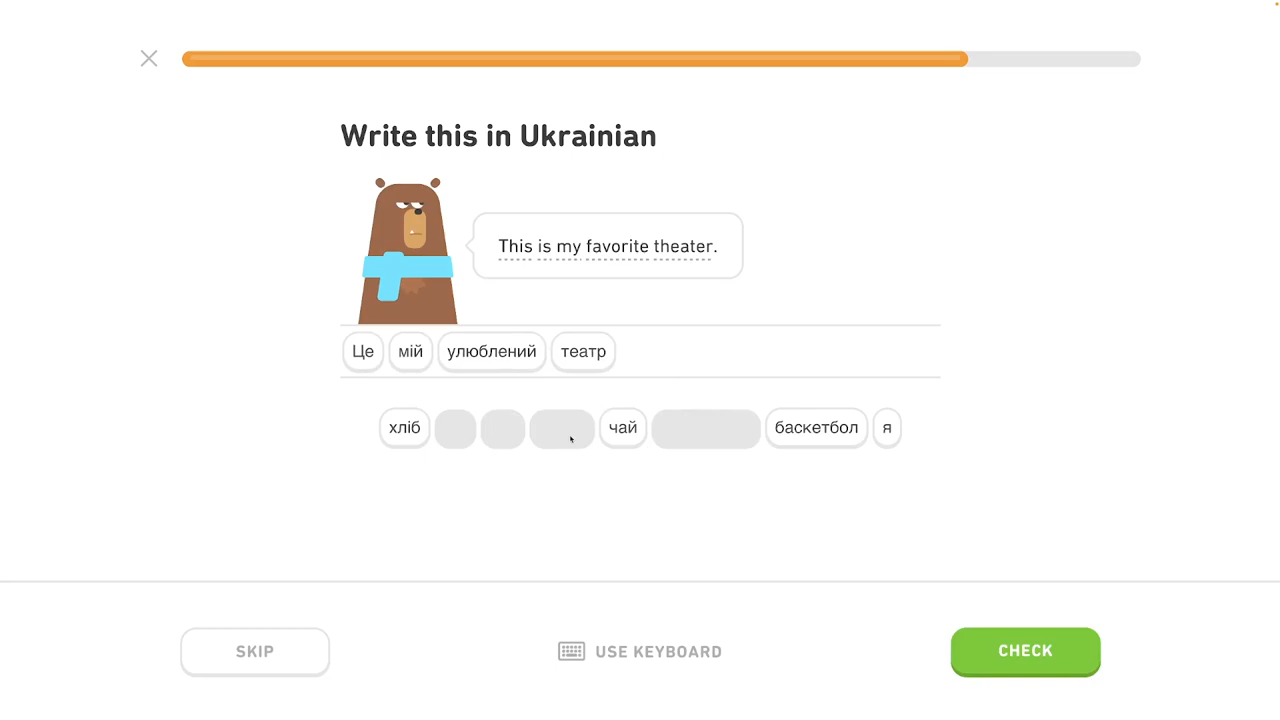 Write this in Ukrainian
This is my favorite theater.
Це мій улюблений театр
хліб чай баскетбол я
SKIP USE KEYBOARD CHECK